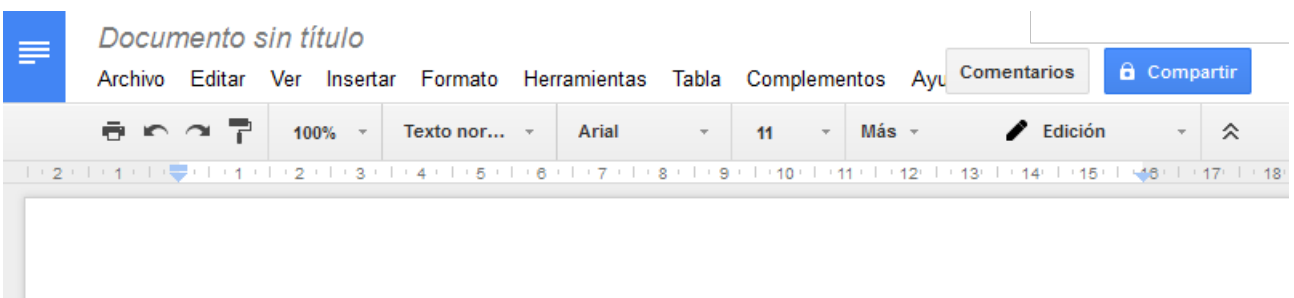 Documento sin título
Archivo Editar Ver Insertar Formato Herramientas Tabla Complementos Ayu Comentarios Compartir
100% Texto nor... Arial 11 Más Edición
2 1 1 2 3 4 5 6 7 8 9 10 11 12 13 14 15 16 17 18